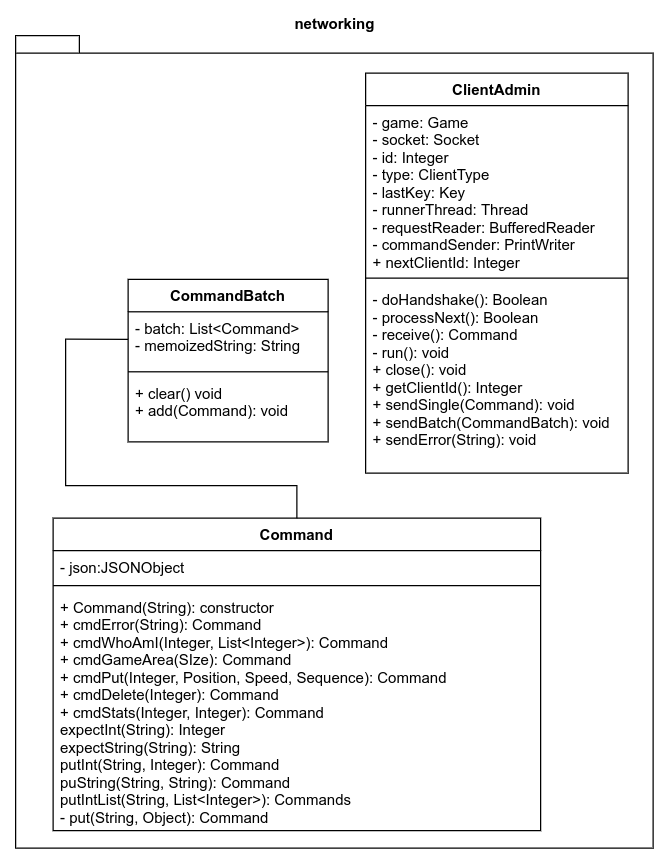 networking
ClientAdmin
- game: Game
- socket: Socket
- id: Integer
- type: ClientType
- lastKey: Key
- runnerThread: Thread
- requestReader: BufferedReader
- commandSender: PrintWriter
+ nextClientId: Integer
- doHandshake(): Boolean
- processNext(): Boolean
- receive(): Command
- run(): void
+ close(): void
+ getClientId(): Integer
+ sendSingle(Command): void
+ sendBatch(CommandBatch): void
+ sendError(String): void
CommandBatch
- batch: List<Command>
- memoizedString: String
+ clear() void
+ add(Command): void
Command
- json:JSONObject
+ Command(String): constructor
+ cmdError(String): Command
+ cmdWhoAmI(Integer, List<Integer>): Command
+ cmdGameArea(SIze): Command
+ cmdPut(Integer, Position, Speed, Sequence): Command
+ cmdDelete(Integer): Command
+ cmdStats(Integer, Integer): Command
expectInt(String): Integer
expectString(String): String
putInt(String, Integer): Command
puString(String, String): Command
putIntList(String, List<Integer>): Commands
- put(String, Object): Command